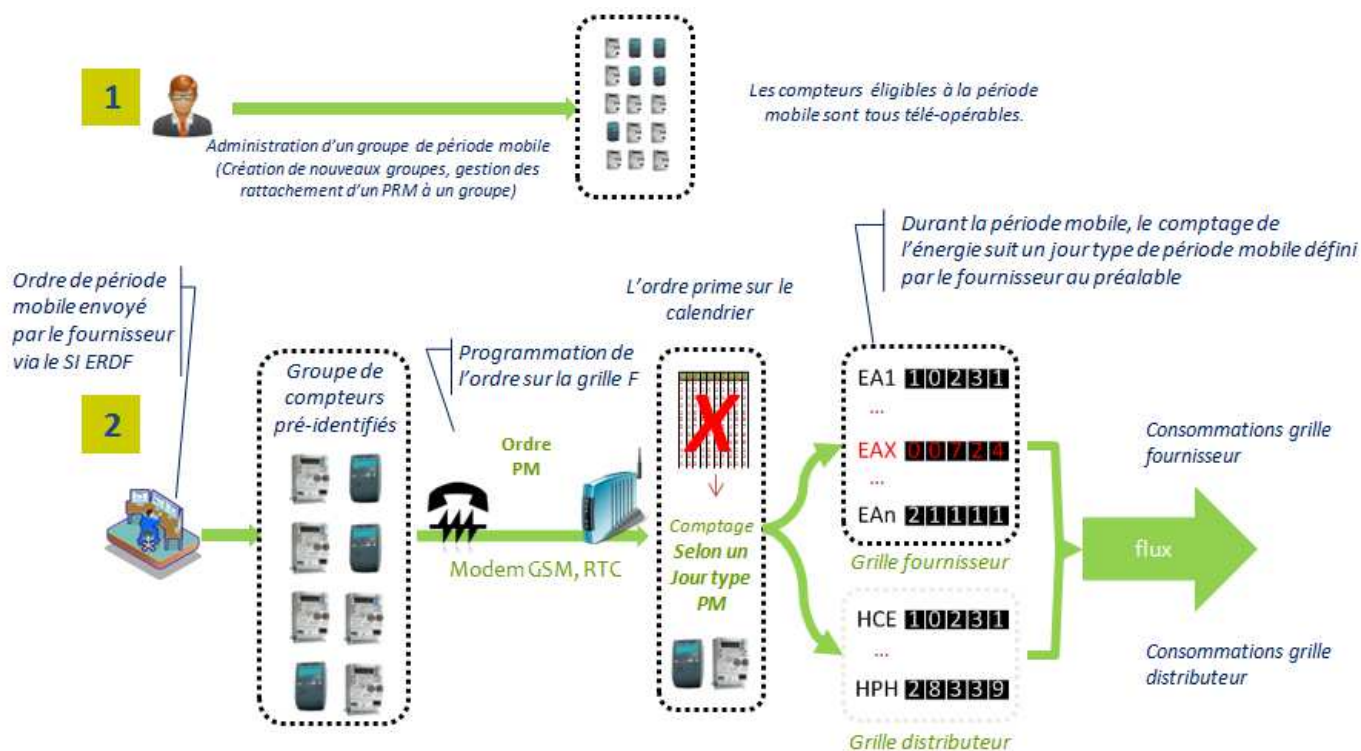 1
Administration d'un groupe de période mobile
(Création de nouveaux groupes, gestion des
rattachement d'un PRM à un groupe)
Les compteurs éligibles à la période
mobile sont tous télé-opérables.
2
Ordre de période
mobile envoyé
par le fournisseur
via le SI ERDF
Groupe de
compteurs
pré-identifiés
Programmation de
l'ordre sur la grille F
Ordre
PM
Modem GSM, RTC
L'ordre prime sur le
calendrier
X
Comptage
Selon un
Jour type
PM
Durant la période mobile, le comptage de
l'énergie suit un jour type de période mobile défini
par le fournisseur au préalable
EA1 10231
...
EAX 00724
...
EAn 21111
Grille fournisseur
HCE 10231
...
HPH 28339
Grille distributeur
flux
Consommations grille
fournisseur
Consommations grille
distributeur